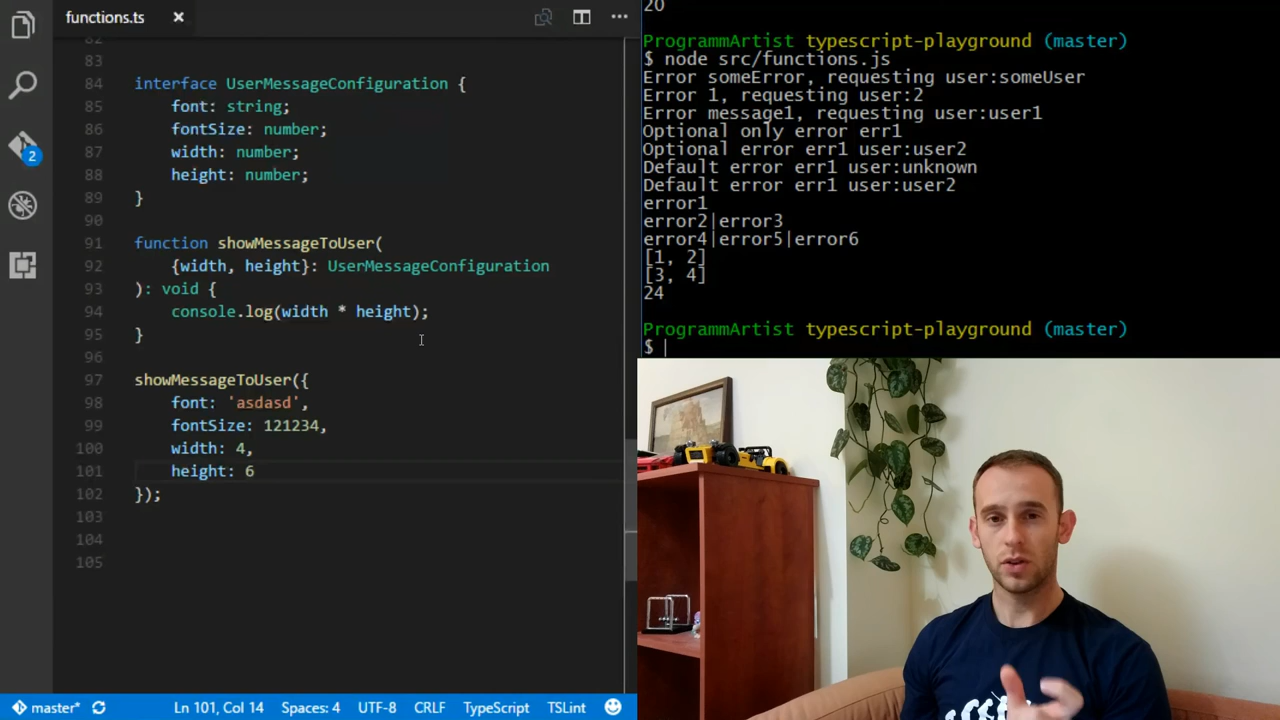 functions.ts
82
83
84 interface UserMessageConfiguration {
85 font: string;
86 fontSize: number;
87 width: number;
88 height: number;
89 }
90
91 function showMessageToUser(
92 {width, height}: UserMessageConfiguration
93 ): void {
94 console.log(width * height);
95 }
96
97 showMessageToUser({
98 font: 'asdasd',
99 fontSize: 121234,
100 width: 4,
101 height: 6
102 });
103
104
105
2
master* Ln 101, Col 14 Spaces: 4 UTF-8 CRLF TypeScript TSLint
20
ProgrammArtist typescript-playground (master)
$ node src/functions.js
Error someError, requesting user:someUser
Error 1, requesting user:2
Error message1, requesting user:user1
Optional only error err1
Optional error err1 user:user2
Default error err1 user:unknown
Default error err1 user:user2
error1
error2|error3
error4|error5|error6
[1, 2]
[3, 4]
24
ProgrammArtist typescript-playground (master)
$